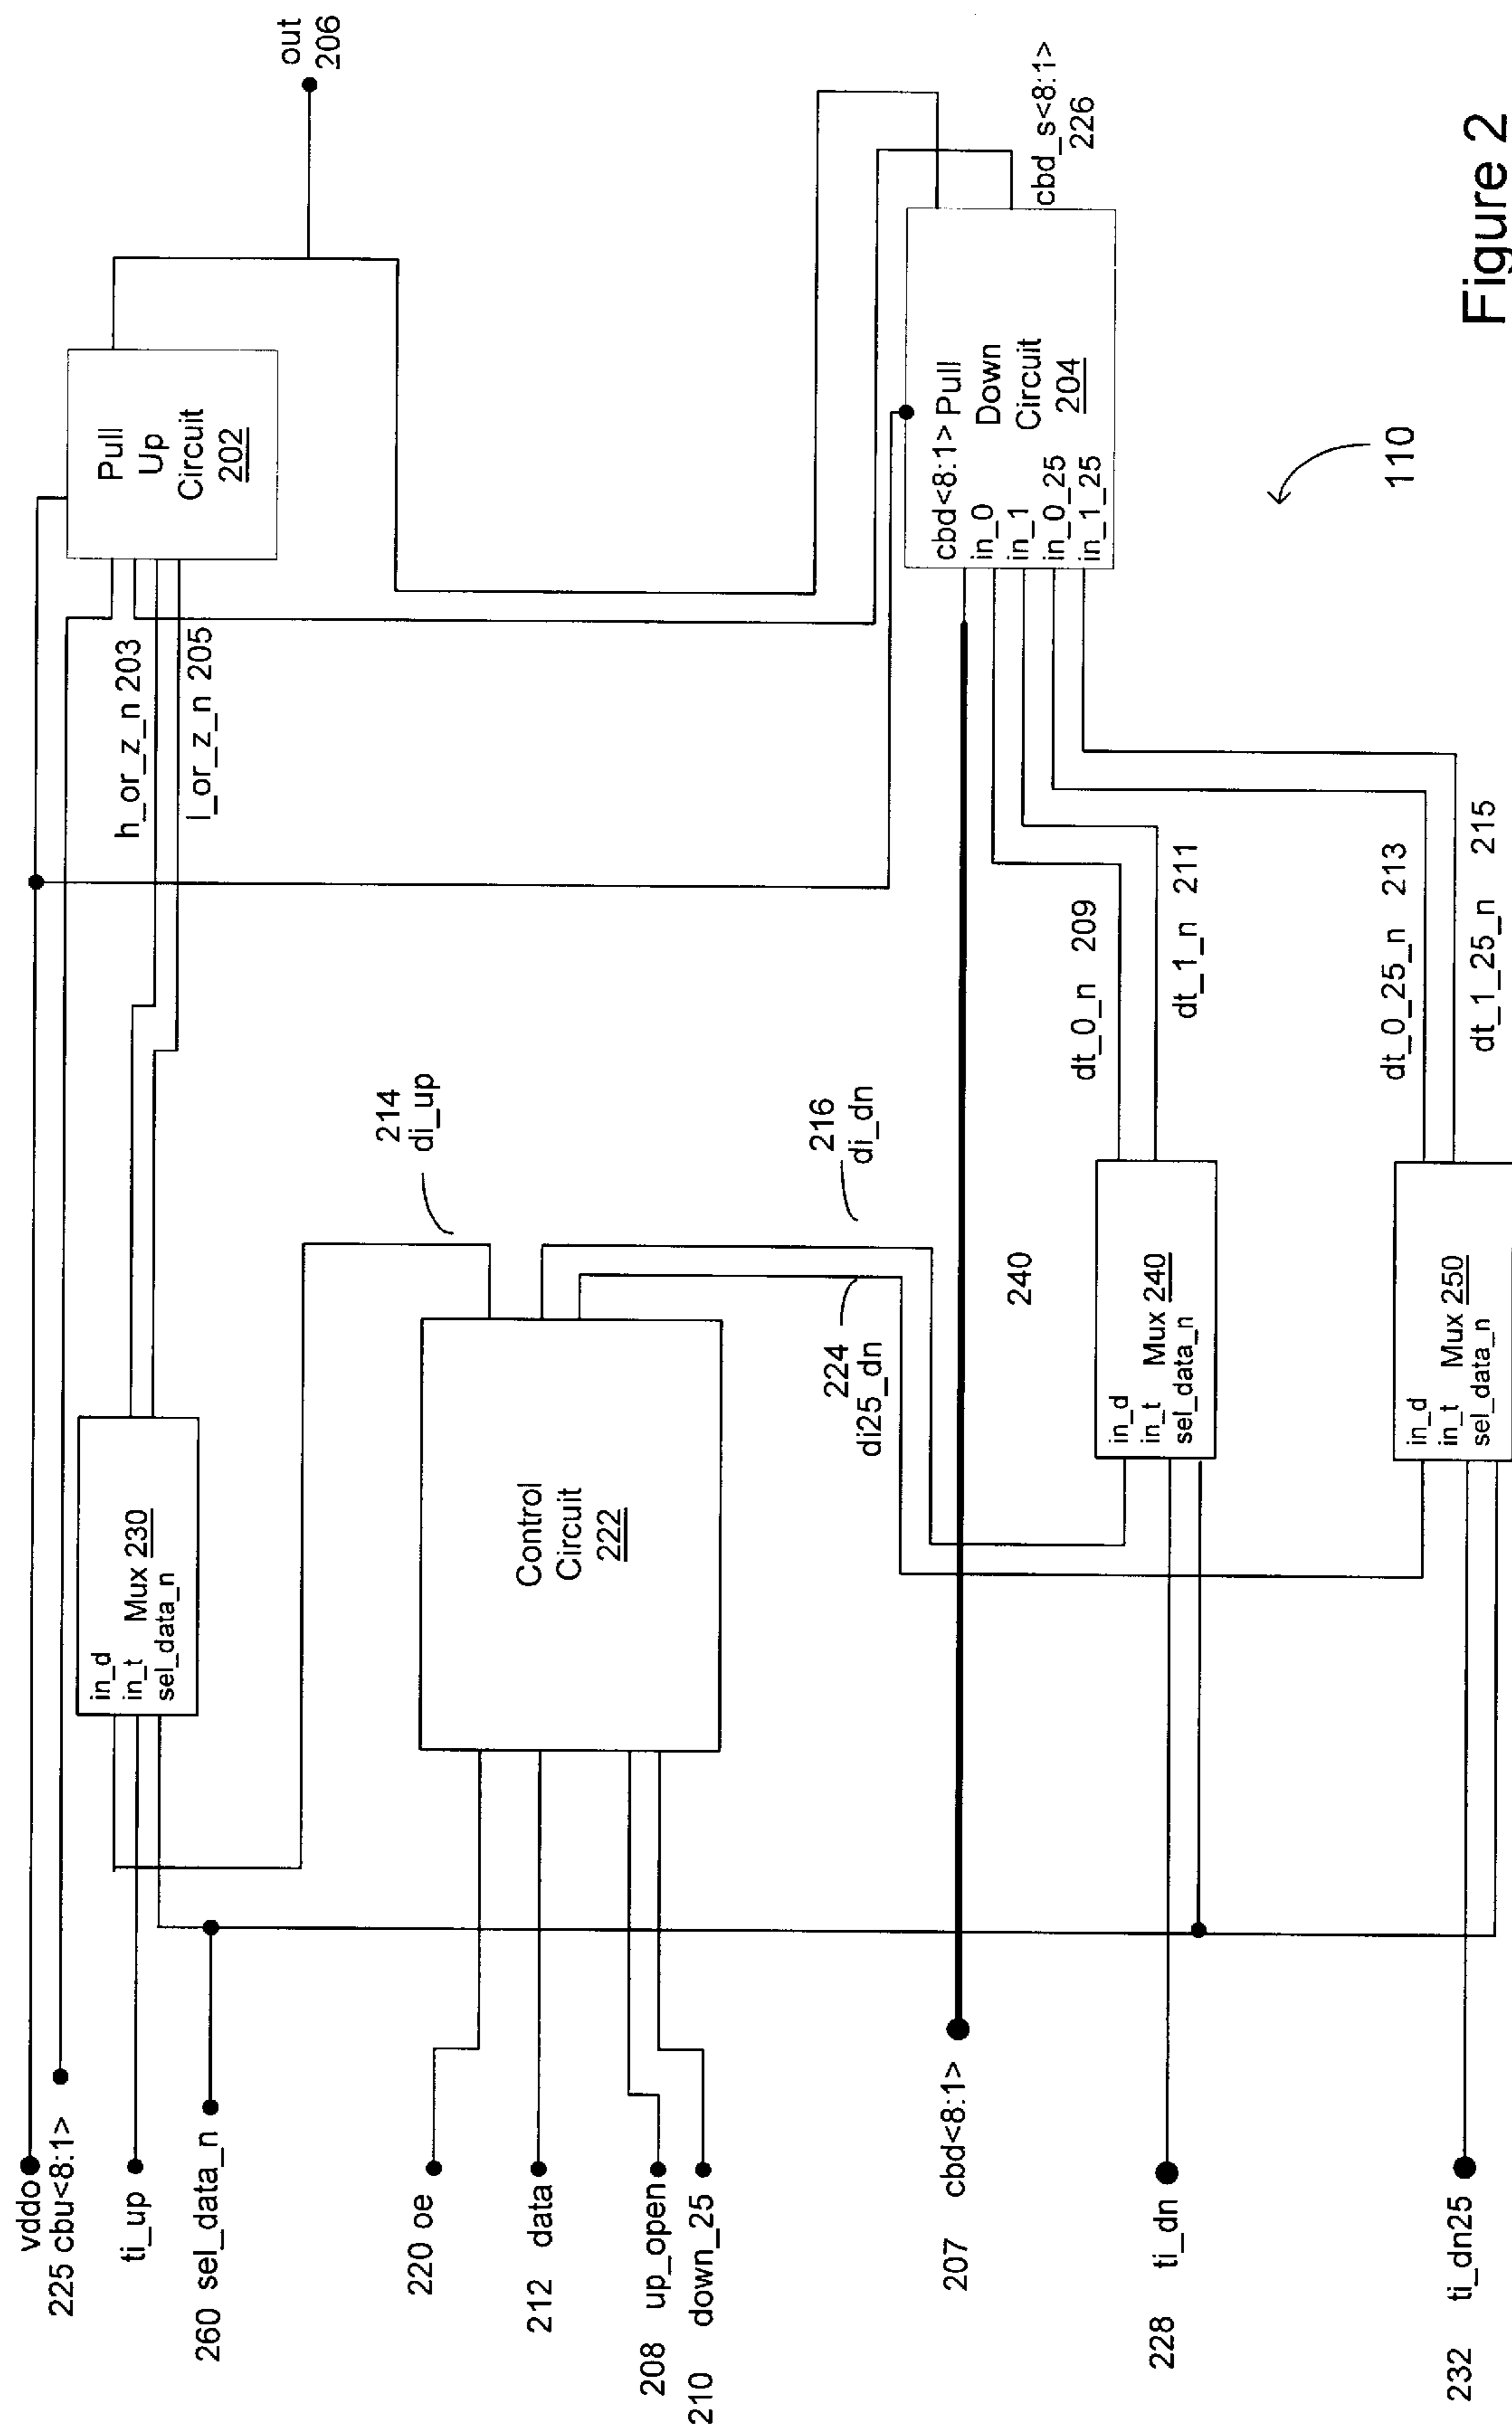 vddo
225 cbu<8:1>
ti_up
260 sel_data_n
220 oe
212 data
208 up_open
210 down_25
207 cbd<8:1>
228 ti_dn
232 ti_dn25
in_d
in_t Mux 230
sel_data_n
Control
Circuit
222
214
di_up
216
di_dn
224
di25_dn
240
in_d
in_t Mux 240
sel_data_n
in_d
in_t Mux 250
sel_data_n
h_or_z_n 203
l_or_z_n 205
dt_0_n 209
dt_1_n 211
dt_0_25_n 213
dt_1_25_n 215
Pull
Up
Circuit
202
out
206
cbd<8:1> Pull
in_0 Down
in_1 Circuit
in_0_25 204
in_1_25
cbd_s<8:1>
226
110
Figure 2